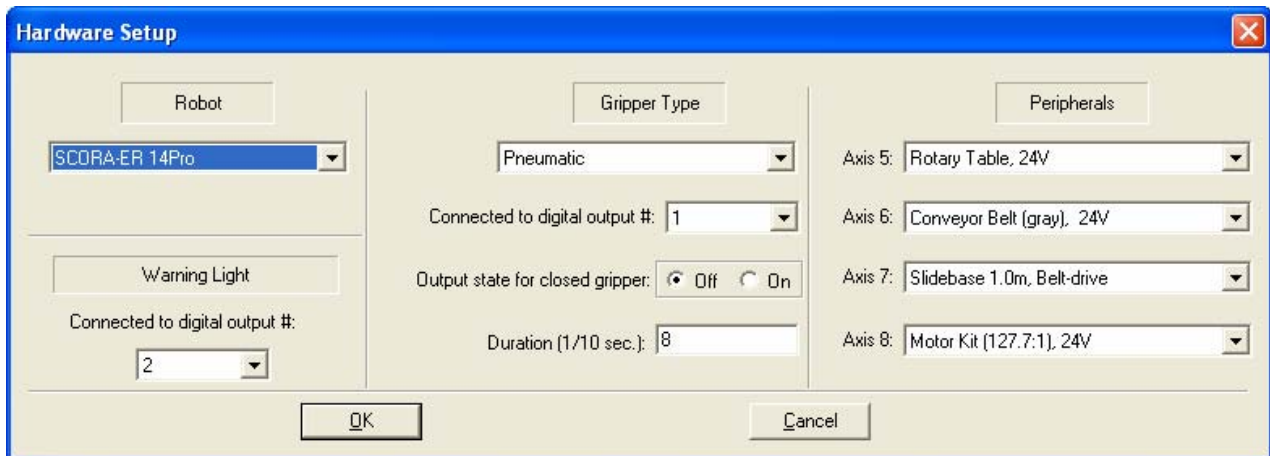 Hardware Setup
Robot
SCORA-ER 14Pro
Warning Light
Connected to digital output #:
2
Gripper Type
Pneumatic
Connected to digital output #: 1
Output state for closed gripper: Off On
Duration (1/10 sec.): 8
Peripherals
Axis 5: Rotary Table, 24V
Axis 6: Conveyor Belt (gray), 24V
Axis 7: Slidebase 1.0m, Belt-drive
Axis 8: Motor Kit (127.7:1), 24V
OK
Cancel